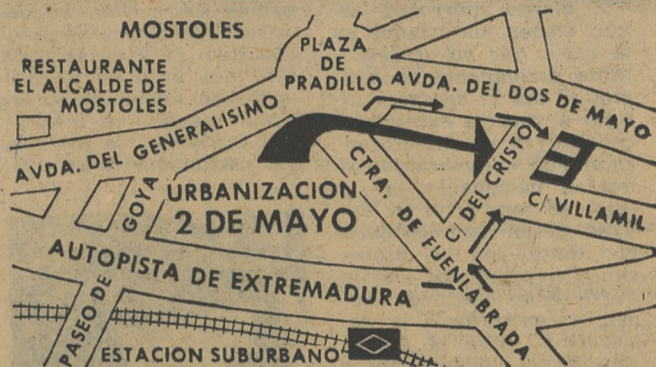 MOSTOLES
PLAZA
DE
PRADILLO
RESTAURANTE
EL ALCALDE DE
MOSTOLES
AVDA. DEL DOS DE MAYO
AVDA. DEL GENERALISIMO
GOYA
URBANIZACION
2 DE MAYO
CTRA. DE FUENLABRADA
C/ DEL CRISTO
C/ VILLAMIL
AUTOPISTA DE EXTREMADURA
PASEO DE
ESTACION SUBURBANO